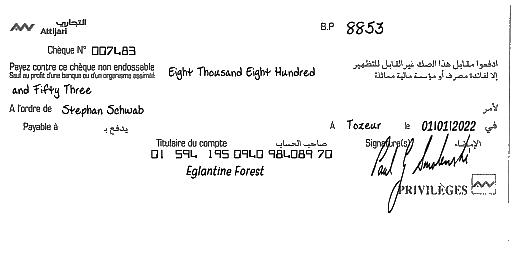 التجاري
Attijari
B.P 8853
Chèque N° 007483
Payez contre ce chèque non endossable
Sauf au profit d'une banque ou d'un organisme assimilé
Eight Thousand Eight Hundred
ادفعوا مقابل هذا الصك غير القابل للتظهير
إلا لفائدة مصرف أو مؤسسة مالية مماثلة
and Fifty Three
A l'ordre de Stephan Schwab
لأمر
Payable à
يدفع بـ
A Tozeur le 01/01/2022 في
Titulaire du compte صاحب الحساب
Signature(s) الإمضاء
01 594 195 0940 984089 70
Eglantine Forest
PRIVILÈGES